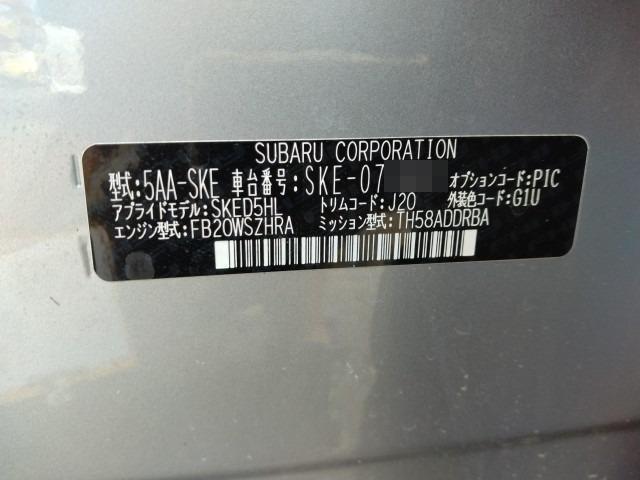 SUBARU CORPORATION
型式:5AA-SKE 車台番号:SKE-07 オプションコード:P1C
アプライドモデル:SKED5HL トリムコード:J20 外装色コード:G1U
エンジン型式:FB20WSZHRA ミッション型式:TH58ADDRBA